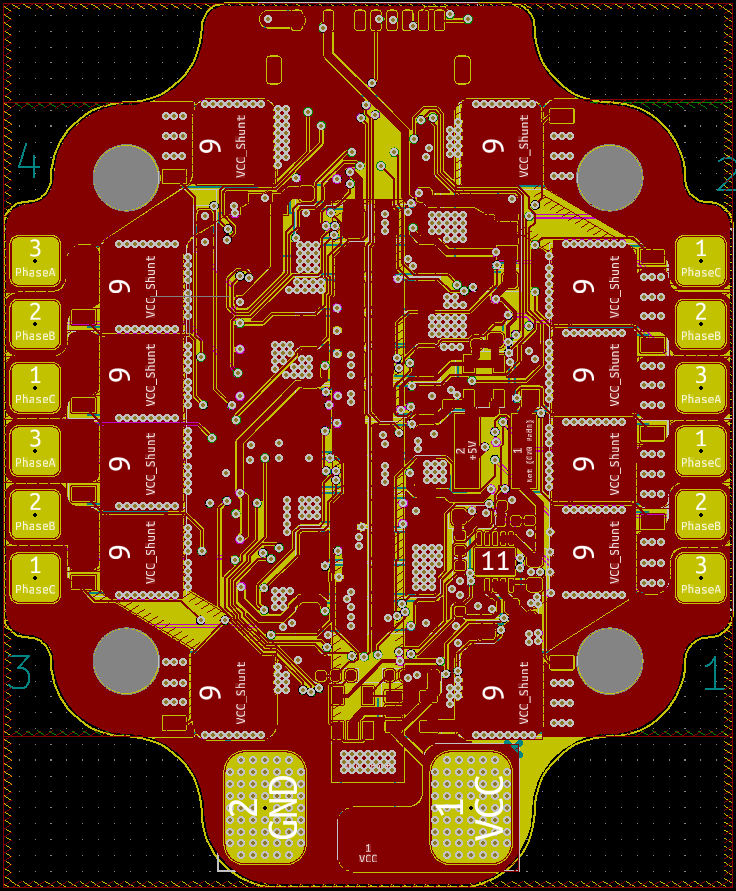 4
9
VCC_Shunt
9
VCC_Shunt
2
3
PhaseA
9
VCC_Shunt
9
VCC_Shunt
1
PhaseC
2
PhaseB
2
PhaseB
1
PhaseC
9
VCC_Shunt
9
VCC_Shunt
3
PhaseA
3
PhaseA
9
VCC_Shunt
2
+5V
1
9
VCC_Shunt
1
PhaseC
2
PhaseB
2
PhaseB
1
PhaseC
9
VCC_Shunt
11
9
VCC_Shunt
3
PhaseA
3
9
VCC_Shunt
9
VCC_Shunt
1
2
GND
1
VCC
1
VCC